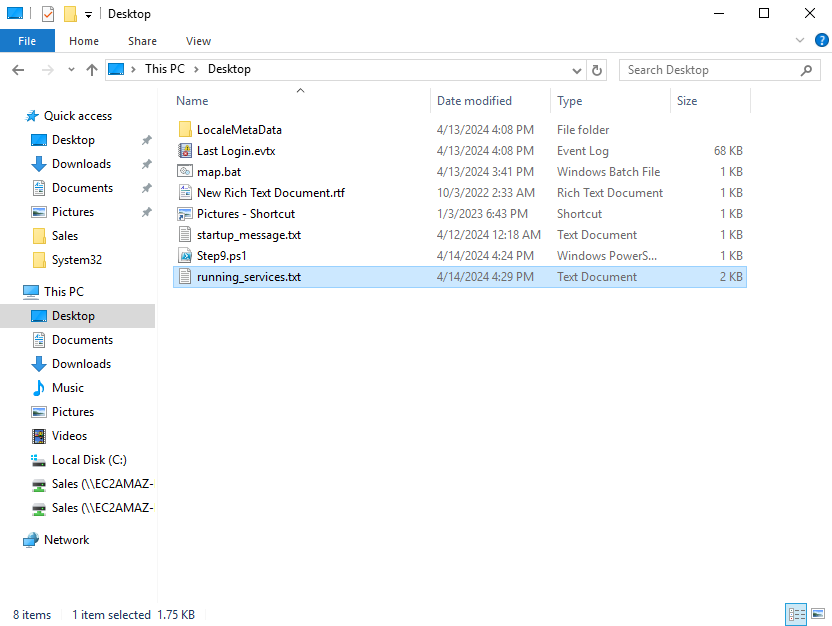 Desktop
File Home Share View
This PC Desktop Search Desktop
Name Date modified Type Size
Quick access
Desktop
Downloads
Documents
Pictures
Sales
System32
This PC
Desktop
Documents
Downloads
Music
Pictures
Videos
Local Disk (C:)
Sales (\\EC2AMAZ-
Sales (\\EC2AMAZ-
Network
LocaleMetaData 4/13/2024 4:08 PM File folder
Last Login.evtx 4/13/2024 4:08 PM Event Log 68 KB
map.bat 4/13/2024 3:41 PM Windows Batch File 1 KB
New Rich Text Document.rtf 10/3/2022 2:33 AM Rich Text Document 1 KB
Pictures - Shortcut 1/3/2023 6:43 PM Shortcut 1 KB
startup_message.txt 4/12/2024 12:18 AM Text Document 1 KB
Step9.ps1 4/14/2024 4:24 PM Windows PowerS... 1 KB
running_services.txt 4/14/2024 4:29 PM Text Document 2 KB
8 items 1 item selected 1.75 KB